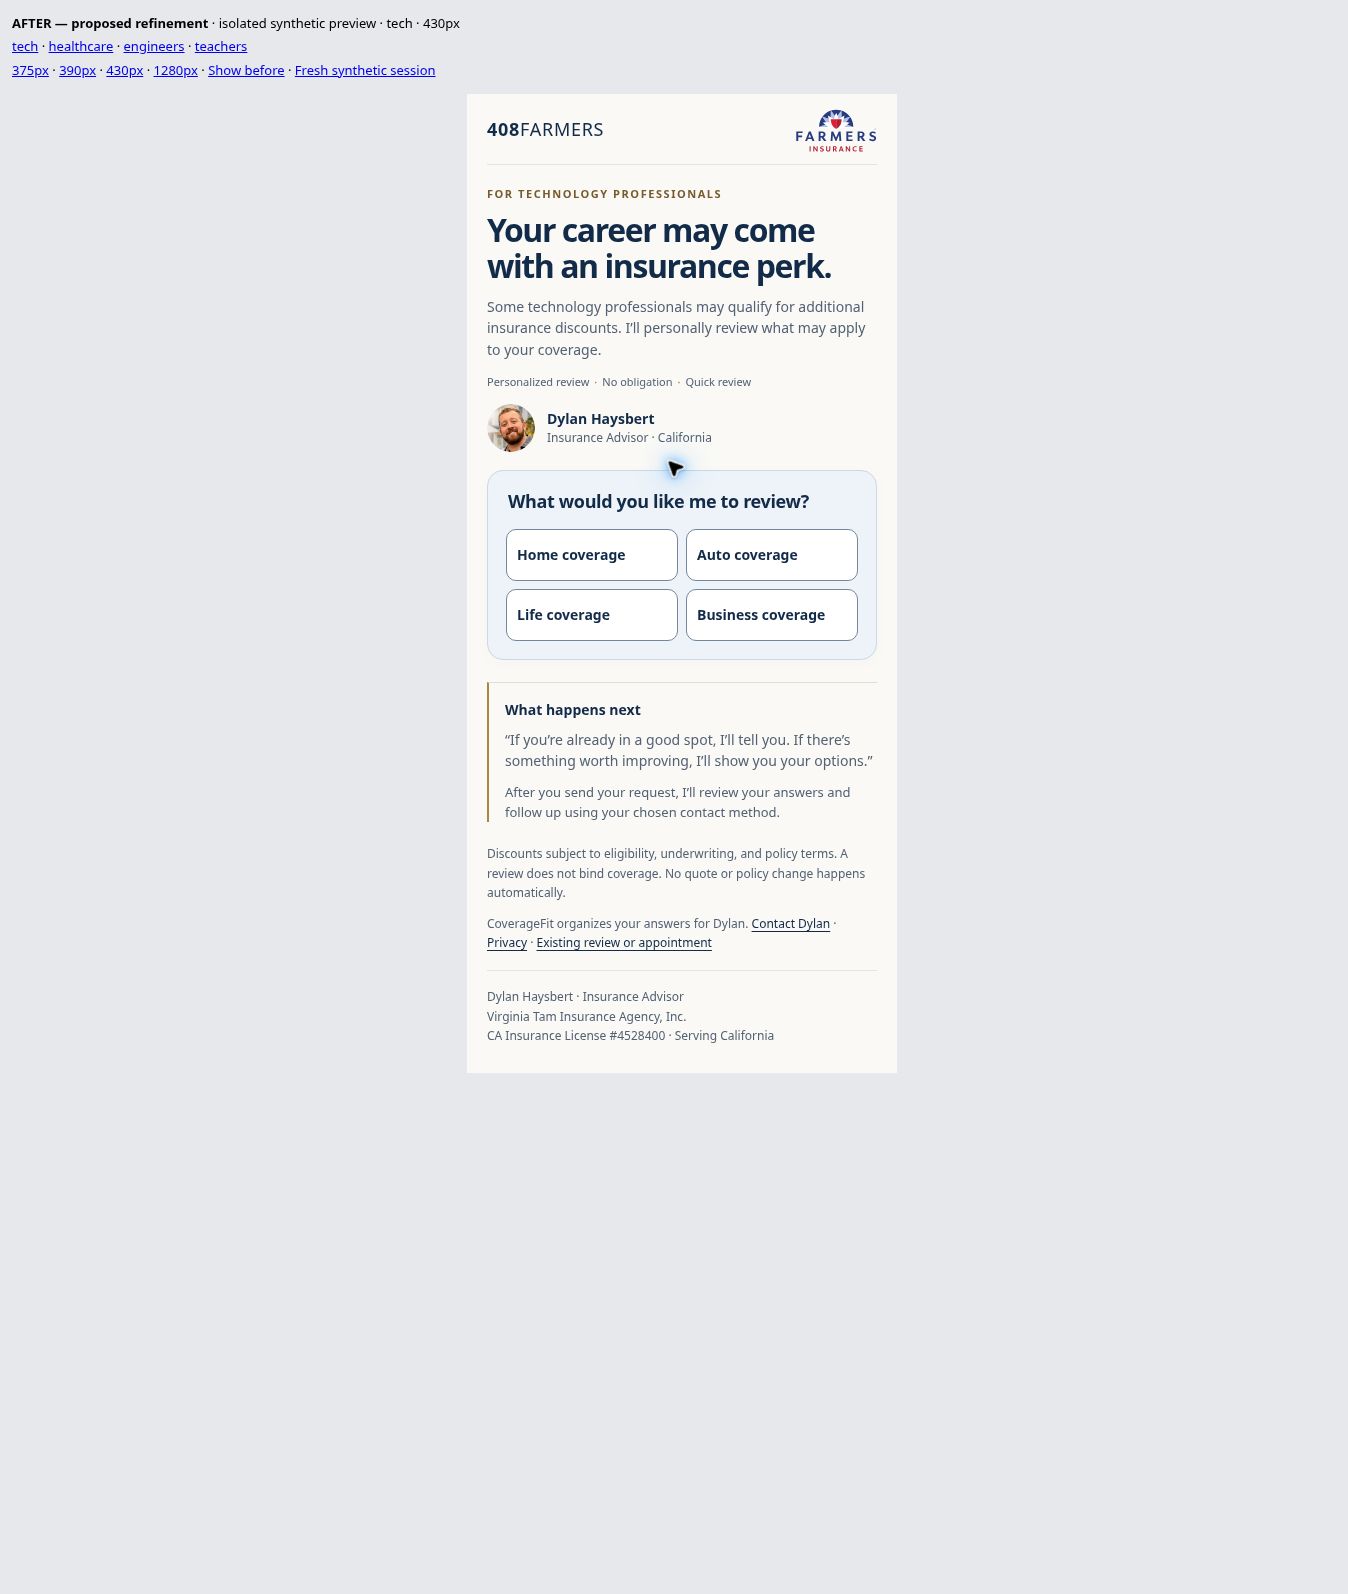 AFTER — proposed refinement · isolated synthetic preview · tech · 430px
tech · healthcare · engineers · teachers
375px · 390px · 430px · 1280px · Show before · Fresh synthetic session
408FARMERS
FARMERS
INSURANCE
FOR TECHNOLOGY PROFESSIONALS
Your career may come
with an insurance perk.
Some technology professionals may qualify for additional
insurance discounts. I’ll personally review what may apply
to your coverage.
Personalized review · No obligation · Quick review
Dylan Haysbert
Insurance Advisor · California
What would you like me to review?
Home coverage
Auto coverage
Life coverage
Business coverage
What happens next
“If you’re already in a good spot, I’ll tell you. If there’s
something worth improving, I’ll show you your options.”
After you send your request, I’ll review your answers and
follow up using your chosen contact method.
Discounts subject to eligibility, underwriting, and policy terms. A
review does not bind coverage. No quote or policy change happens
automatically.
CoverageFit organizes your answers for Dylan. Contact Dylan ·
Privacy · Existing review or appointment
Dylan Haysbert · Insurance Advisor
Virginia Tam Insurance Agency, Inc.
CA Insurance License #4528400 · Serving California